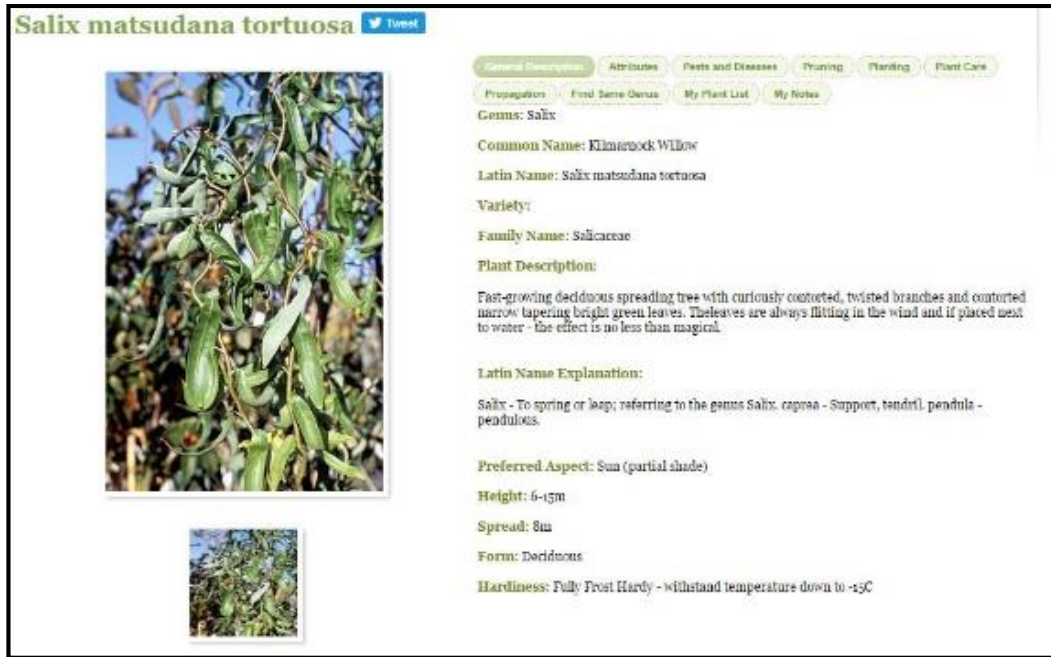 Salix matsudana tortuosa Tweet
General Description Attributes Pests and Diseases Pruning Planting Plant Care
Propagation Find Same Genus My Plant List My Notes
Genus: Salix
Common Name: Kilmarnock Willow
Latin Name: Salix matsudana tortuosa
Variety:
Family Name: Salicaceae
Plant Description:
Fast-growing deciduous spreading tree with curiously contorted, twisted branches and contorted
narrow tapering bright green leaves. Theleaves are always flitting in the wind and if placed next
to water - the effect is no less than magical.
Latin Name Explanation:
Salix - To spring or leap; referring to the genus Salix. caprea - Support, tendril. pendula -
pendulous.
Preferred Aspect: Sun (partial shade)
Height: 6-15m
Spread: 8m
Form: Deciduous
Hardiness: Fully Frost Hardy - withstand temperature down to -15C